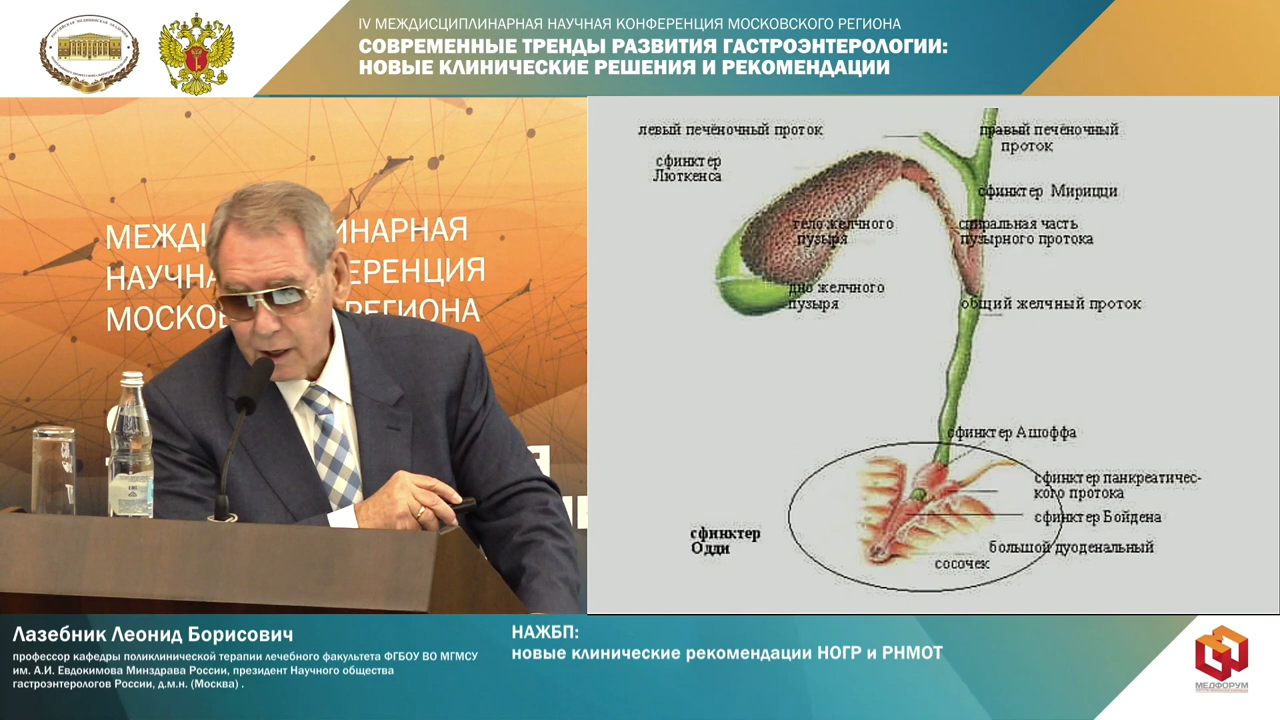 IV МЕЖДИСЦИПЛИНАРНАЯ НАУЧНАЯ КОНФЕРЕНЦИЯ МОСКОВСКОГО РЕГИОНА
СОВРЕМЕННЫЕ ТРЕНДЫ РАЗВИТИЯ ГАСТРОЭНТЕРОЛОГИИ:
НОВЫЕ КЛИНИЧЕСКИЕ РЕШЕНИЯ И РЕКОМЕНДАЦИИ
МЕЖДИ ИНАРНАЯ
НАУЧНА ЕРЕНЦИЯ
МОСКО РЕГИОНА
левый печёночный проток
правый печёночный
проток
сфинктер
Люткенса
сфинктер Мирицци
тело желчного
пузыря
спиральная часть
пузырного протока
дно желчного
пузыря
общий желчный проток
сфинктер Ашоффа
сфинктер панкреатичес-
кого протока
сфинктер Бойдена
сфинктер
Одди
большой дуоденальный
сосочек
Лазебник Леонид Борисович
профессор кафедры поликлинической терапии лечебного факультета ФГБОУ ВО МГМСУ
им. А.И. Евдокимова Минздрава России, президент Научного общества
гастроэнтерологов России, д.м.н. (Москва) .
НАЖБП:
новые клинические рекомендации НОГР и РНМОТ
МЕДФОРУМ